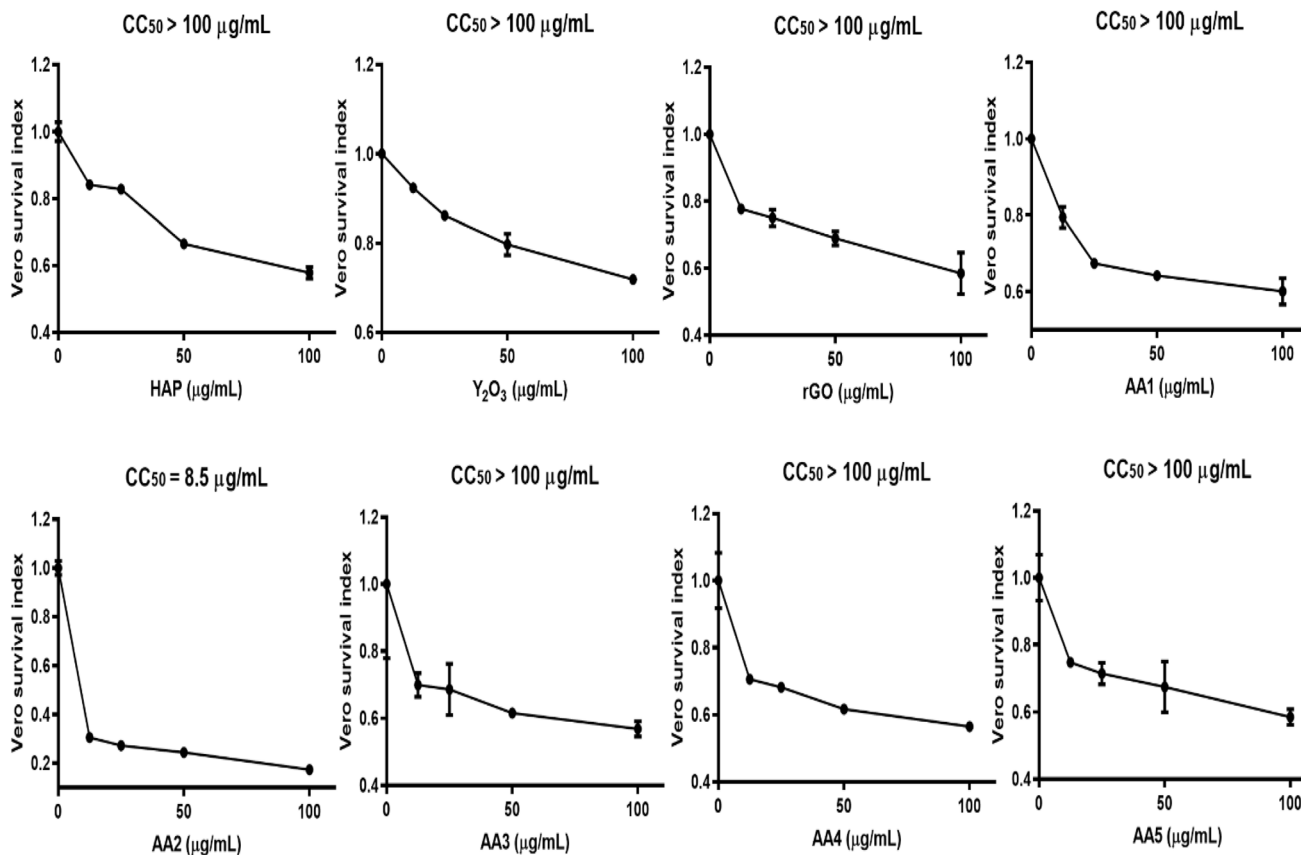 CC50 > 100 μg/mL
1.2
1.0
0.8
0.6
0.4
Vero survival index
0
50
100
HAP (μg/mL)
CC50 > 100 μg/mL
1.2
1.0
0.8
0.6
Vero survival index
0
50
100
Y2O3 (μg/mL)
CC50 > 100 μg/mL
1.2
1.0
0.8
0.6
0.4
Vero survival index
0
50
100
rGO (μg/mL)
CC50 > 100 μg/mL
1.2
1.0
0.8
0.6
Vero survival index
0
50
100
AA1 (μg/mL)
CC50 = 8.5 μg/mL
1.2
1.0
0.8
0.6
0.4
0.2
Vero survival index
0
50
100
AA2 (μg/mL)
CC50 > 100 μg/mL
1.2
1.0
0.8
0.6
0.4
Vero survival index
0
50
100
AA3 (μg/mL)
CC50 > 100 μg/mL
1.2
1.0
0.8
0.6
0.4
Vero survival index
0
50
100
AA4 (μg/mL)
CC50 > 100 μg/mL
1.2
1.0
0.8
0.6
0.4
Vero survival index
0
50
100
AA5 (μg/mL)